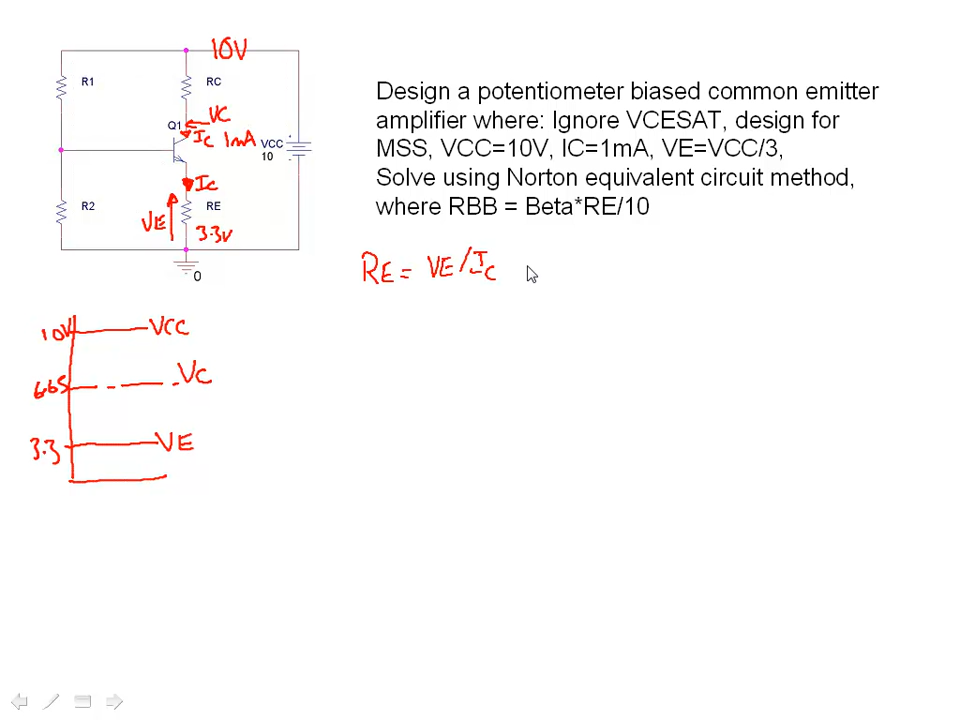 10V
R1
RC
VC
Q1
IC 1mA
VCC
10
IC
R2
RE
VE
3.3V
0
Design a potentiometer biased common emitter
amplifier where: Ignore VCESAT, design for
MSS, VCC=10V, IC=1mA, VE=VCC/3,
Solve using Norton equivalent circuit method,
where RBB = Beta*RE/10
RE = VE/IC
10V VCC
6.65 VC
3.3 VE